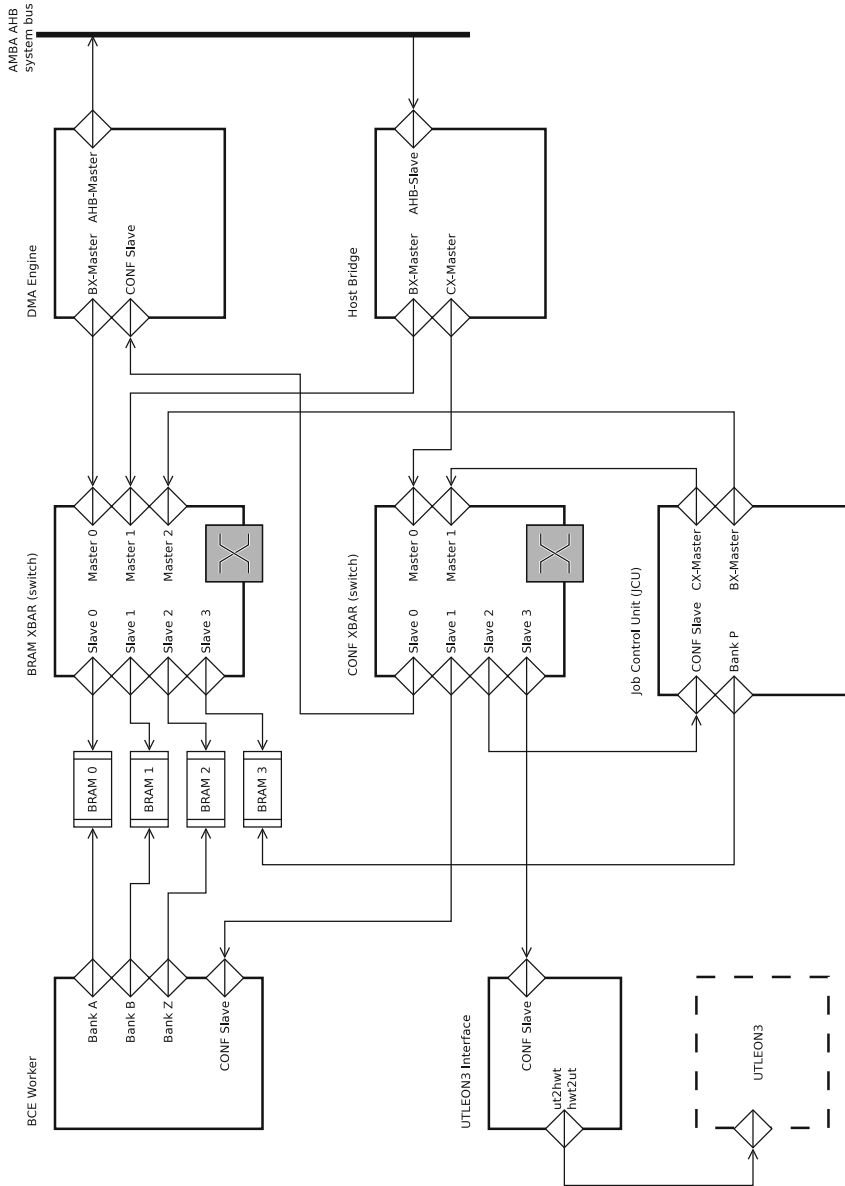 AMBA AHB
system bus
DMA Engine
BX-Master
AHB-Master
CONF Slave
Host Bridge
BX-Master
AHB-Slave
CX-Master
BRAM XBAR (switch)
Slave 0
Master 0
Slave 1
Master 1
Slave 2
Master 2
Slave 3
CONF XBAR (switch)
Slave 0
Master 0
Slave 1
Master 1
Slave 2
Slave 3
Job Control Unit (JCU)
CONF Slave
CX-Master
Bank P
BX-Master
BRAM 0
BRAM 1
BRAM 2
BRAM 3
BCE Worker
Bank A
Bank B
Bank Z
CONF Slave
UTLEON3 Interface
CONF Slave
ut2hwt
hwt2ut
UTLEON3